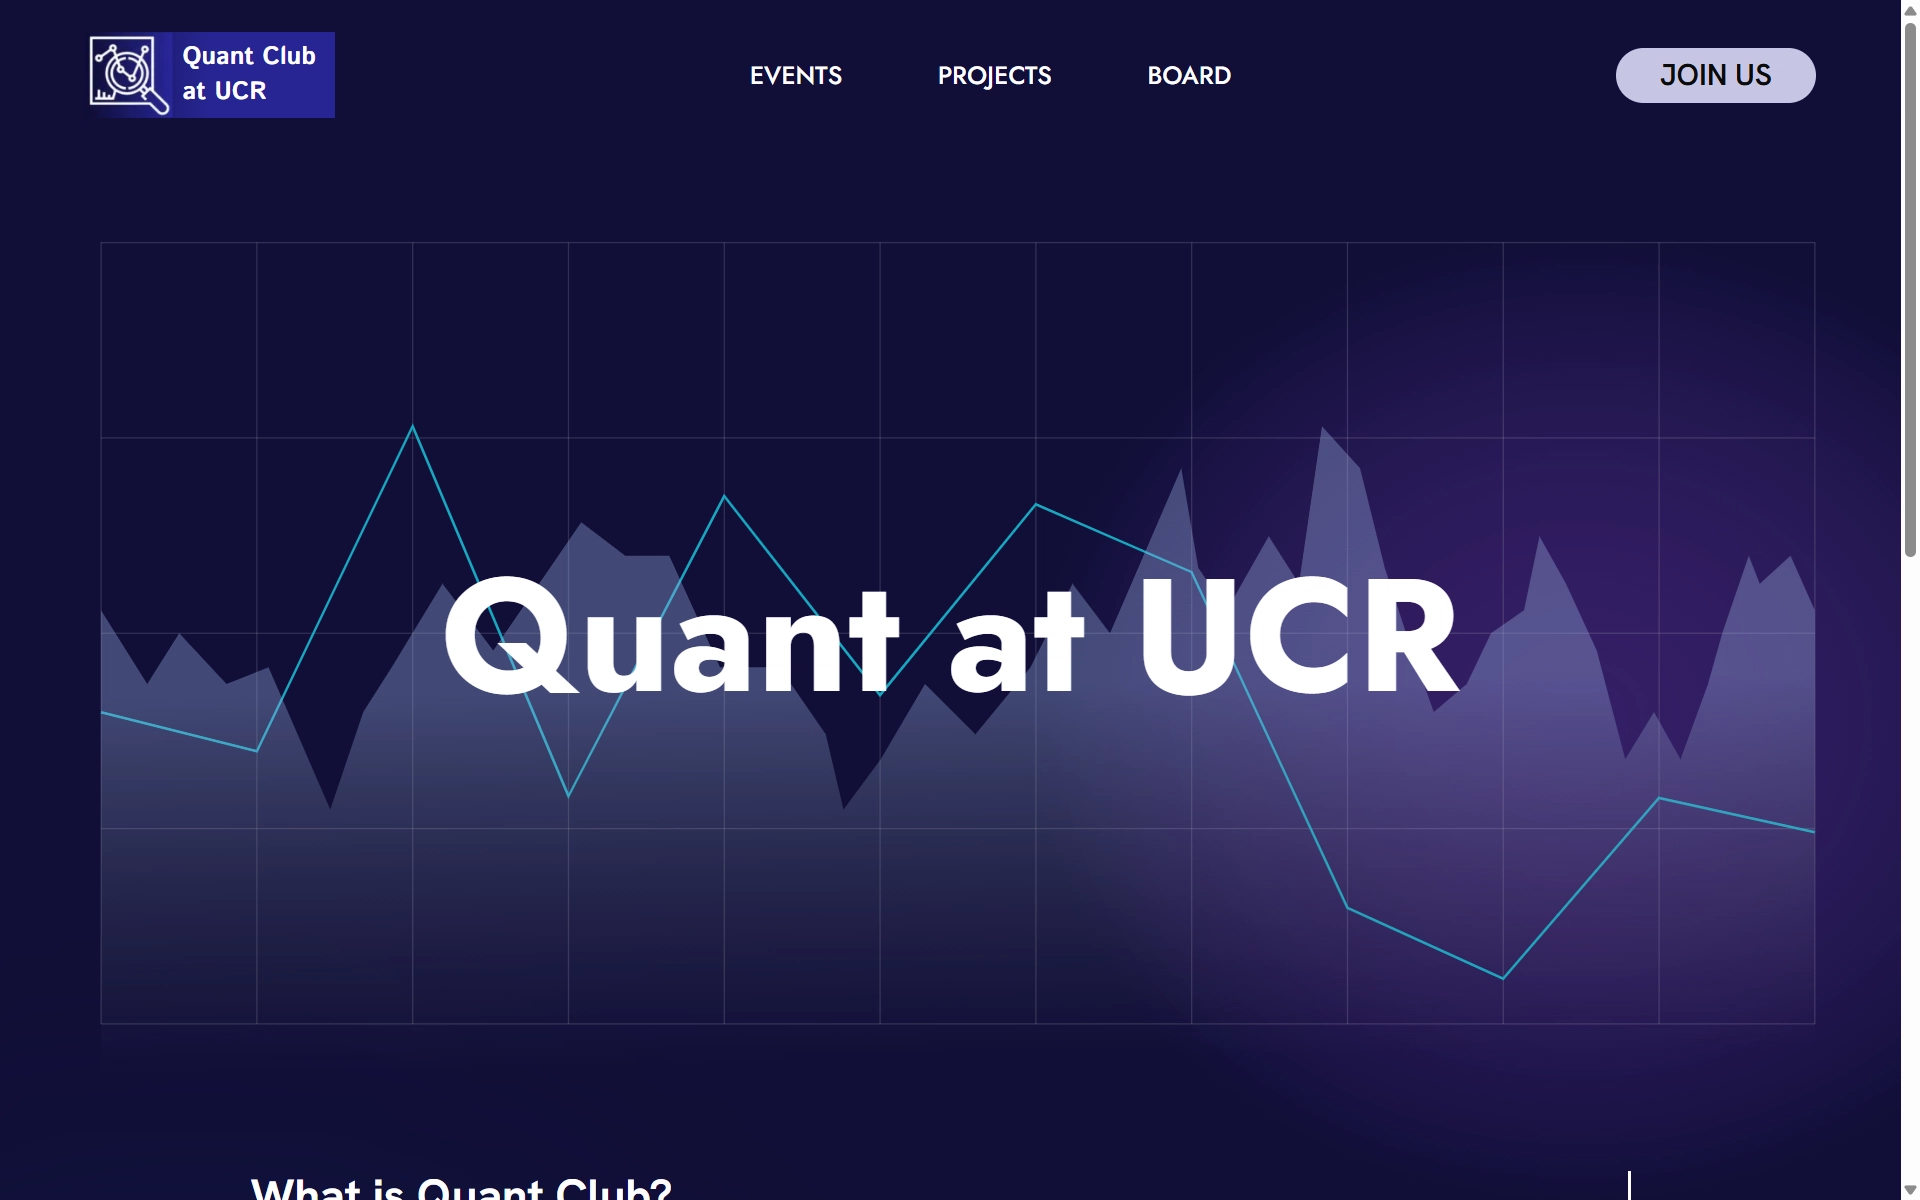 Quant Club
at UCR
EVENTS
PROJECTS
BOARD
JOIN US
Quant at UCR
What is Quant Club?